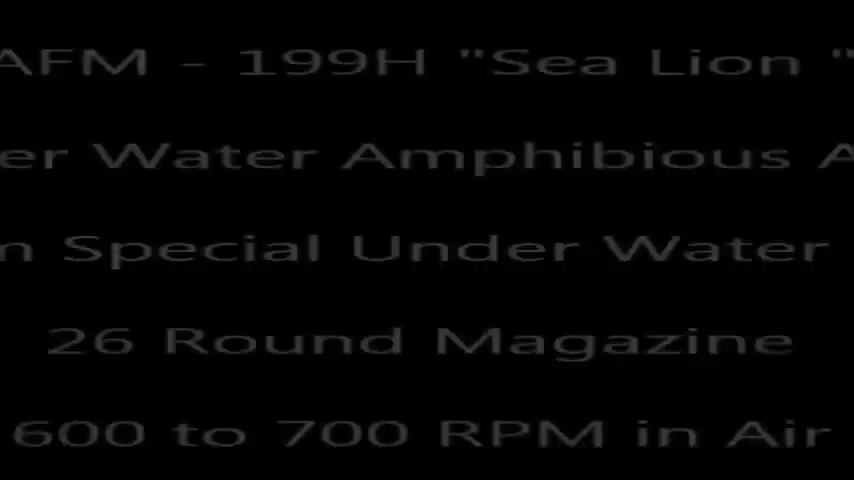 AFM - 199H "Sea Lion "
er Water Amphibious A
n Special Under Water
26 Round Magazine
600 to 700 RPM in Air